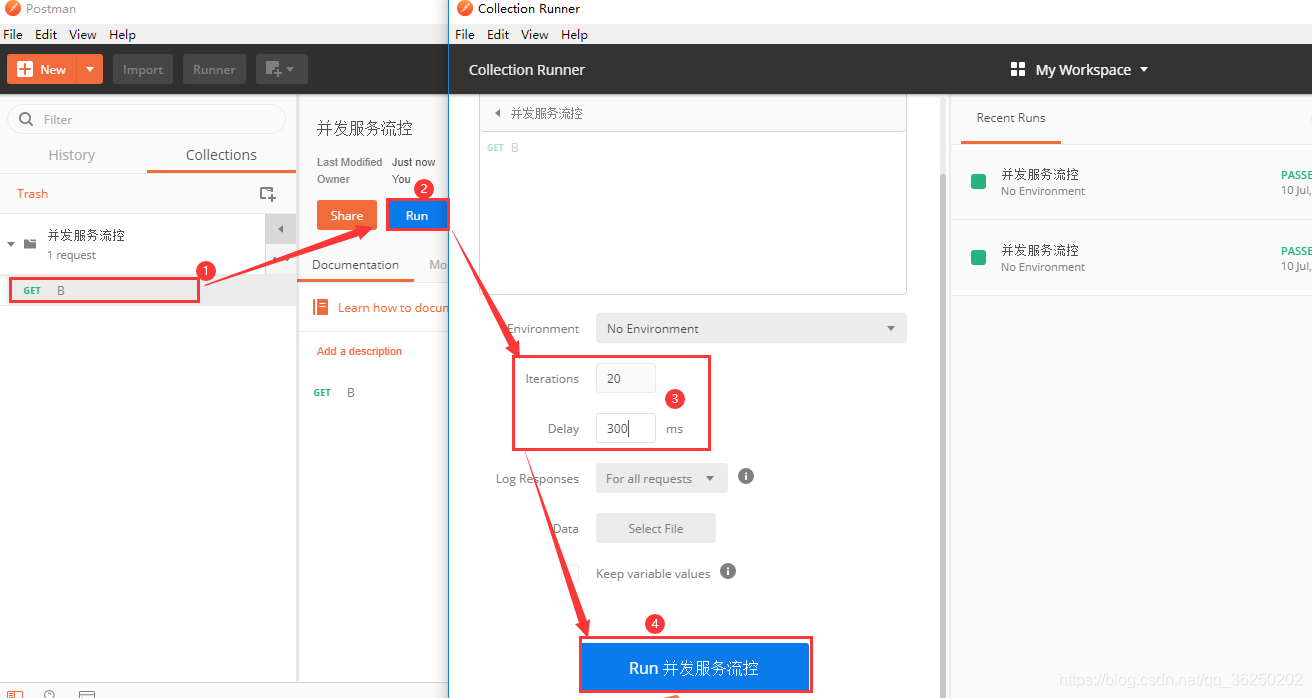 Postman
File Edit View Help
New Import Runner
Filter
History Collections
Trash
并发服务流控
1 request
GET B
1
并发服务流控
Last Modified Just now
Owner You
2
Share Run
Documentation Mo
Learn how to docun
Add a description
GET B
Collection Runner
File Edit View Help
Collection Runner
My Workspace
并发服务流控
GET B
Environment No Environment
Iterations 20
3
Delay 300 ms
Log Responses For all requests
Data Select File
Keep variable values
4
Run 并发服务流控
Recent Runs
并发服务流控 PASSE
No Environment 10 Jul,
并发服务流控 PASSE
No Environment 10 Jul,
https://blog.csdn.net/qq_36250202